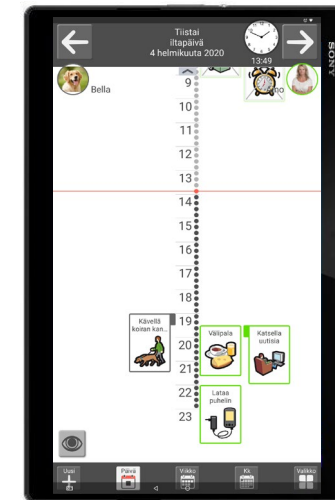 Tiistai
iltapäivä
4 helmikuuta 2020
13:49
SONY
Bella
9
10
11
12
13
14
15
16
17
18
19
20
21
22
23
Kävellä
koiran kan...
Välipala
Katsella
uutisia
Lataa
puhelin
Uusi
Päivä
Viikko
Kk
Valikko